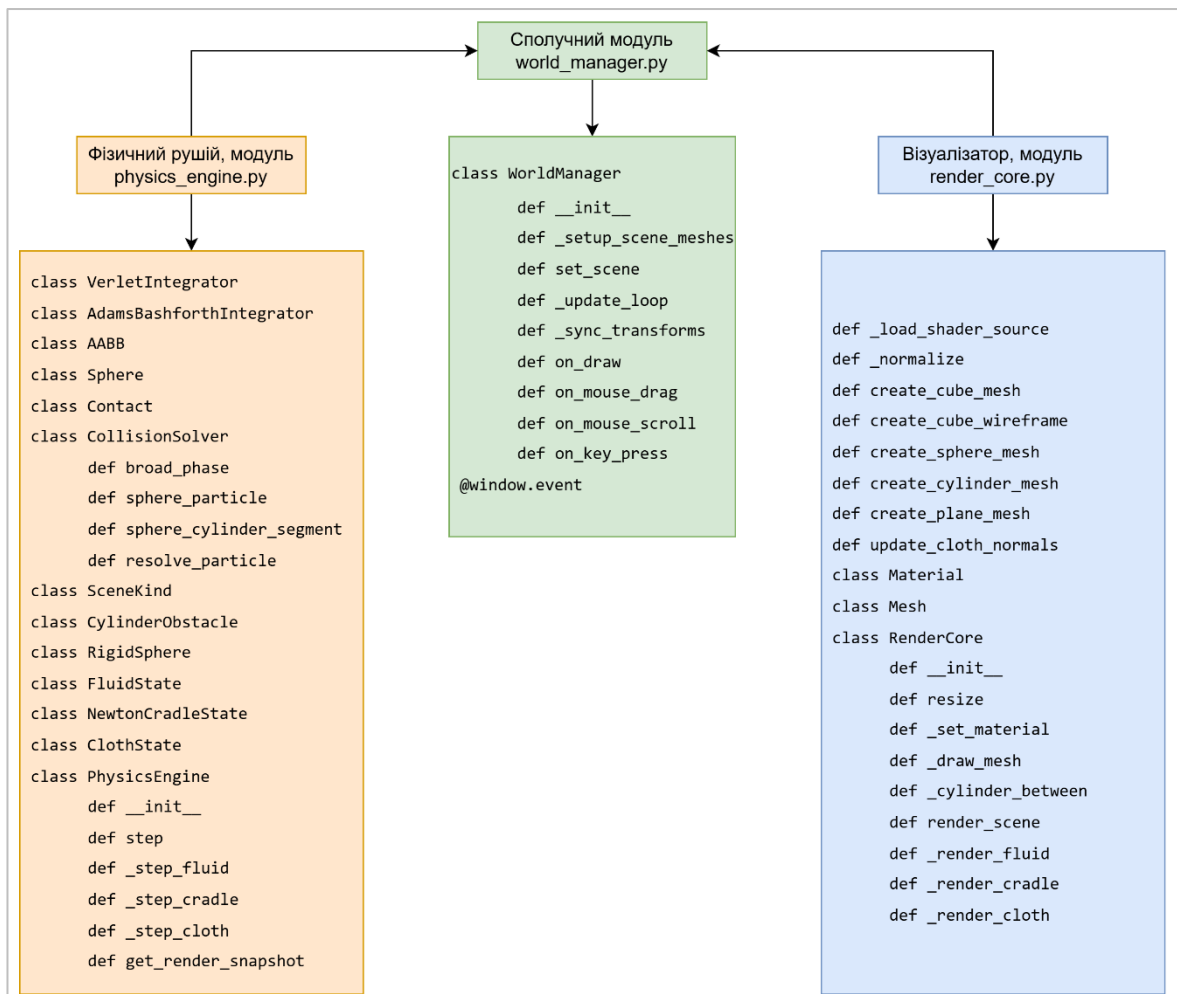 Сполучний модуль
world_manager.py
Фізичний рушій, модуль
physics_engine.py
class VerletIntegrator
class AdamsBashforthIntegrator
class AABB
class Sphere
class Contact
class CollisionSolver
def broad_phase
def sphere_particle
def sphere_cylinder_segment
def resolve_particle
class SceneKind
class CylinderObstacle
class RigidSphere
class FluidState
class NewtonCradleState
class ClothState
class PhysicsEngine
def __init__
def step
def _step_fluid
def _step_cradle
def _step_cloth
def get_render_snapshot
class WorldManager
def __init__
def _setup_scene_meshes
def set_scene
def _update_loop
def _sync_transforms
def on_draw
def on_mouse_drag
def on_mouse_scroll
def on_key_press
@window.event
Візуалізатор, модуль
render_core.py
def _load_shader_source
def _normalize
def create_cube_mesh
def create_cube_wireframe
def create_sphere_mesh
def create_cylinder_mesh
def create_plane_mesh
def update_cloth_normals
class Material
class Mesh
class RenderCore
def __init__
def resize
def _set_material
def _draw_mesh
def _cylinder_between
def render_scene
def _render_fluid
def _render_cradle
def _render_cloth